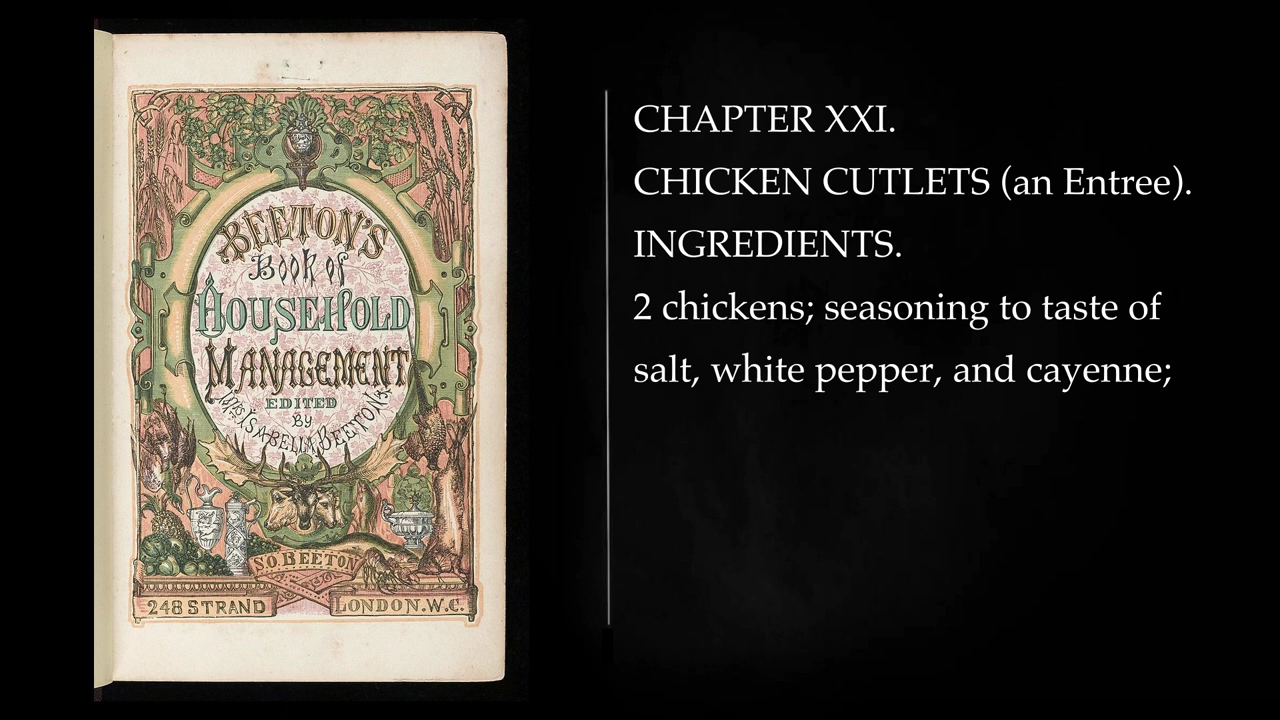 BEETON'S
Book of
HOUSEHOLD
MANAGEMENT
EDITED
BY
MRS ISABELLA BEETON.
S.O. BEETON
248 STRAND
LONDON. W.C.
CHAPTER XXI.
CHICKEN CUTLETS (an Entree).
INGREDIENTS.
2 chickens; seasoning to taste of
salt, white pepper, and cayenne;